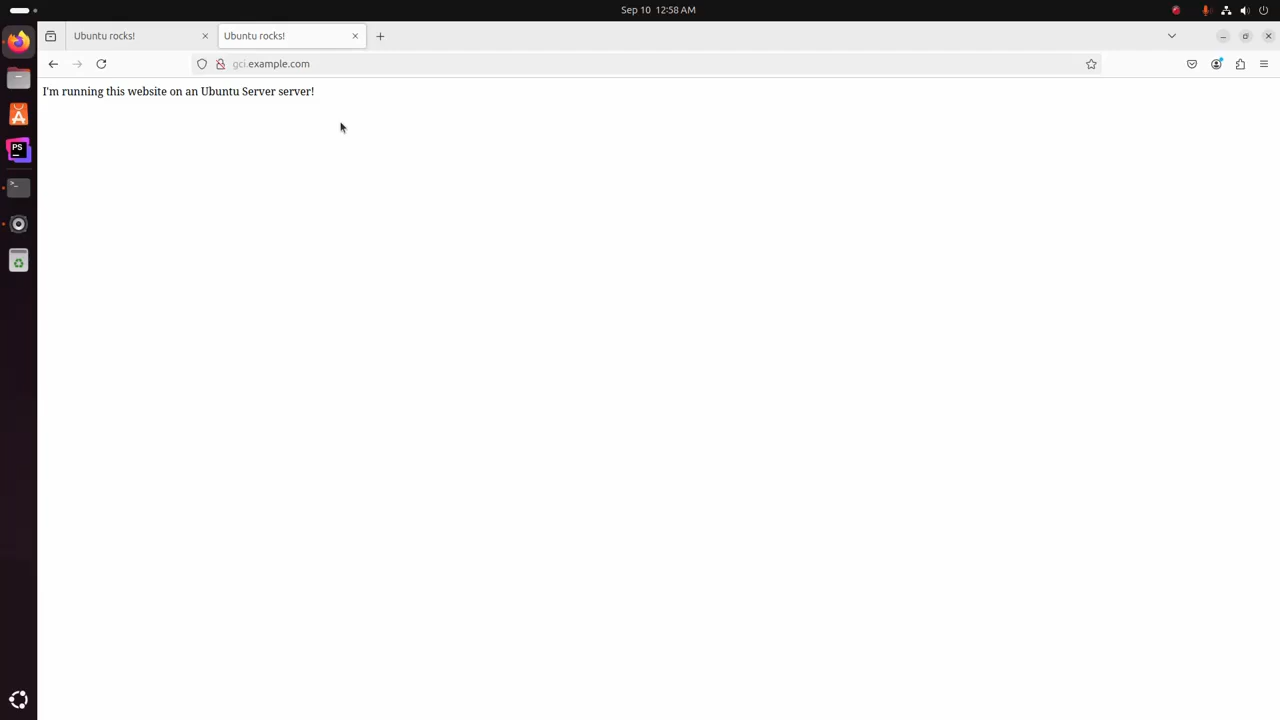 Sep 10 12:58 AM
Ubuntu rocks!
Ubuntu rocks!
gci.example.com
I'm running this website on an Ubuntu Server server!
PS
>_